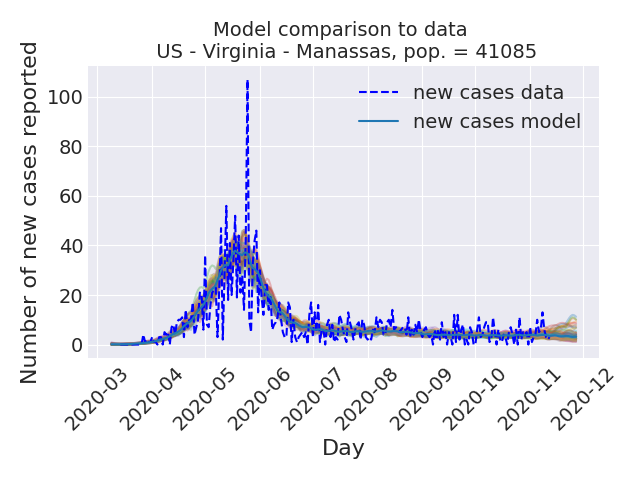 Model comparison to data
US - Virginia - Manassas, pop. = 41085
Number of new cases reported
100
80
60
40
20
0
new cases data
new cases model
2020-03
2020-04
2020-05
2020-06
2020-07
2020-08
2020-09
2020-10
2020-11
2020-12
Day